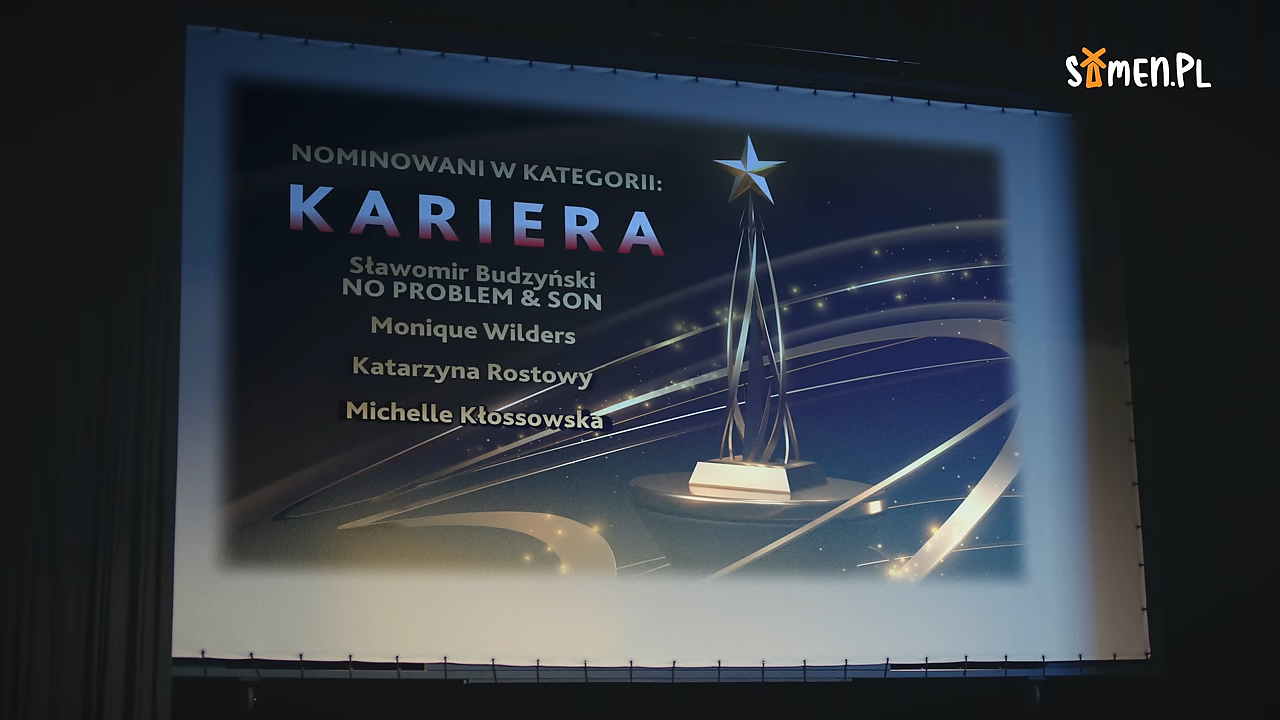 SAMEN.PL
NOMINOWANI W KATEGORII:
KARIERA
Sławomir Budzyński
NO PROBLEM & SON
Monique Wilders
Katarzyna Rostowy
Michelle Kłossowska